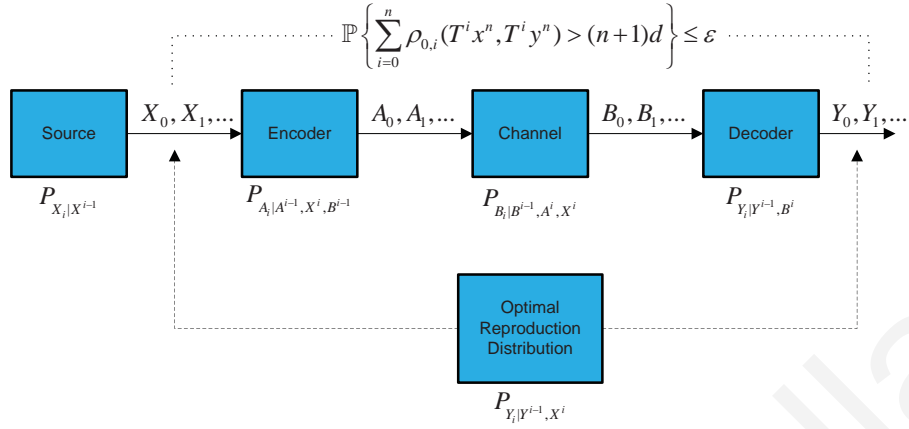 ℙ{∑_{i=0}^{n} ρ_{0,i}(T^i x^n, T^i y^n) > (n+1)d} ≤ ε
X_0, X_1,... A_0, A_1,... B_0, B_1,... Y_0, Y_1,...
Source Encoder Channel Decoder
P_{X_i|X^{i-1}} P_{A_i|A^{i-1}, X^i, B^{i-1}} P_{B_i|B^{i-1}, A^i, X^i} P_{Y_i|Y^{i-1}, B^i}
Optimal
Reproduction
Distribution
P_{Y_i|Y^{i-1}, X^i}